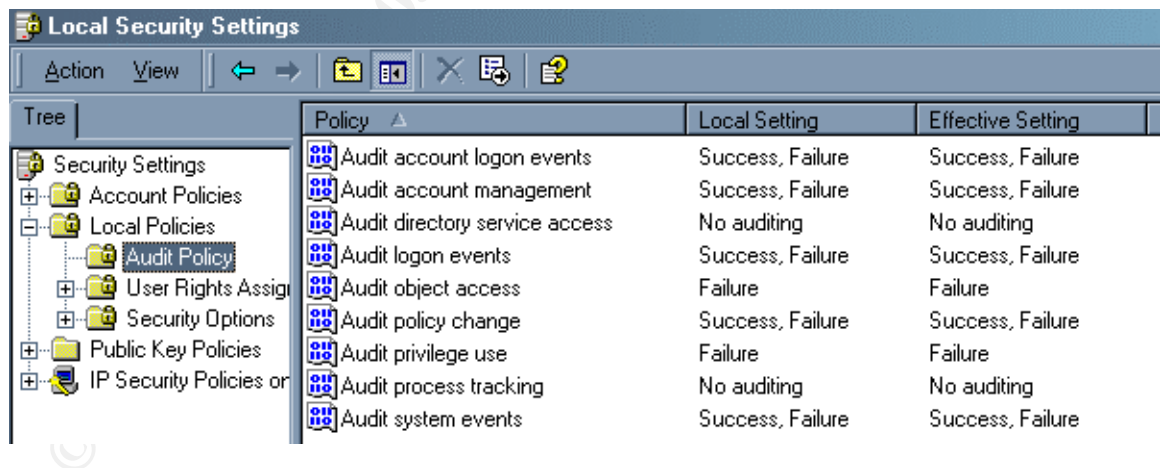 Local Security Settings
Action View
Tree
Policy Local Setting Effective Setting
Security Settings
Account Policies
Local Policies
Audit Policy
User Rights Assig
Security Options
Public Key Policies
IP Security Policies or
Audit account logon events Success, Failure Success, Failure
Audit account management Success, Failure Success, Failure
Audit directory service access No auditing No auditing
Audit logon events Success, Failure Success, Failure
Audit object access Failure Failure
Audit policy change Success, Failure Success, Failure
Audit privilege use Failure Failure
Audit process tracking No auditing No auditing
Audit system events Success, Failure Success, Failure
©